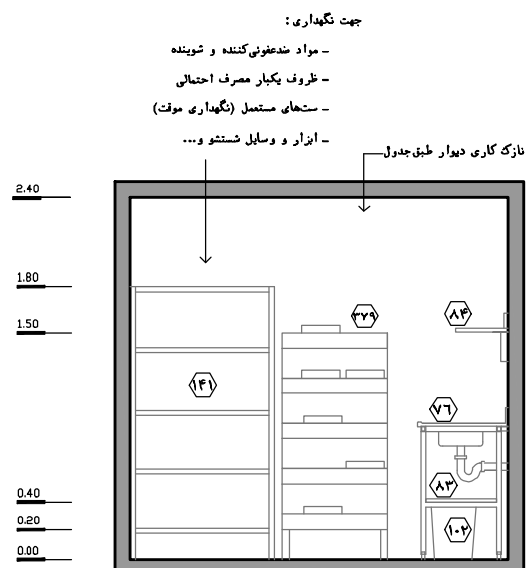 جهت نگهداری :
- مواد ضدعفونی‌کننده و شوینده
- ظروف یکبار مصرف احتمالی
- ست‌های مستعمل (نگهداری موقت)
- ابزار و وسایل شستشو و...
نازک کاری دیوار طبق‌جدول
2.40
1.80
1.50
0.40
0.20
0.00
۱۴۱
۳۷۹
۸۴
۷۶
۸۳
۱۰۲